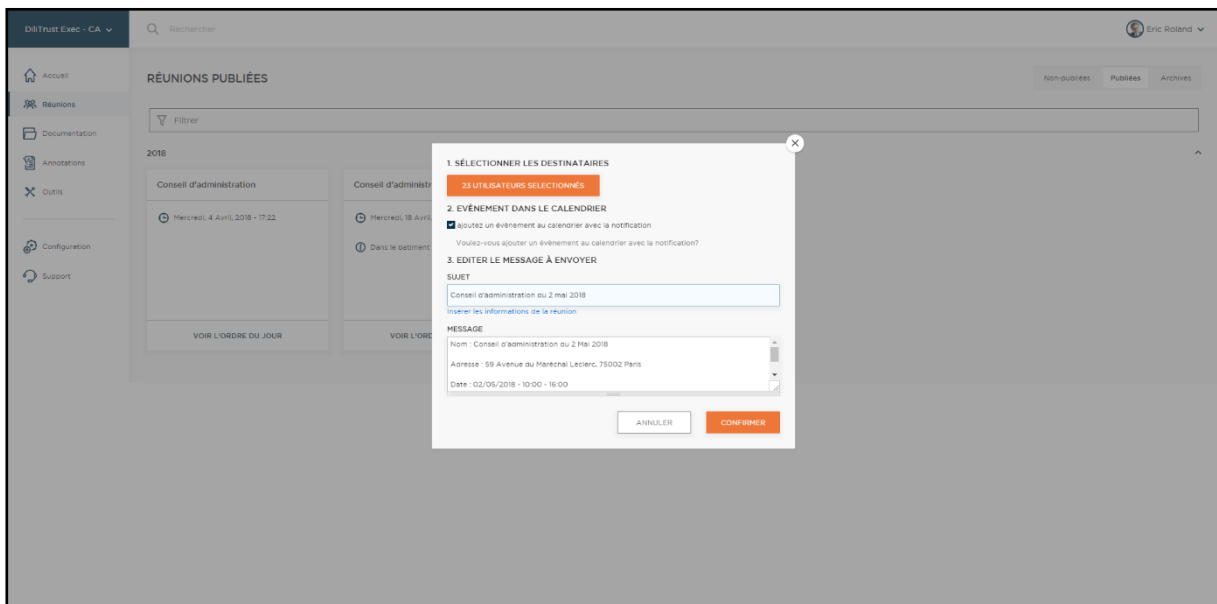 DiliTrust Exec - CA
Rechercher
Eric Roland
Accueil
Réunions
Documentation
Annotations
Outils
Configuration
Support
RÉUNIONS PUBLIÉES
Non-publiées Publiées Archives
Filtrer
2018
Conseil d'administration
Mercredi, 4 Avril, 2018 - 17:22
VOIR L'ORDRE DU JOUR
Conseil d'administr
Mercredi, 18 Avril,
Dans le batiment
VOIR L'ORD
1. SÉLECTIONNER LES DESTINATAIRES
23 UTILISATEURS SELECTIONNÉS
2. EVÈNEMENT DANS LE CALENDRIER
ajoutez un évènement au calendrier avec la notification
Voulez-vous ajouter un évènement au calendrier avec la notification?
3. EDITER LE MESSAGE À ENVOYER
SUJET
Conseil d'administration du 2 mai 2018
Insérer les informations de la réunion
MESSAGE
Nom : Conseil d'administration du 2 Mai 2018
Adresse : 59 Avenue du Maréchal Leclerc, 75002 Paris
Date : 02/05/2018 - 10:00 - 16:00
ANNULER
CONFIRMER